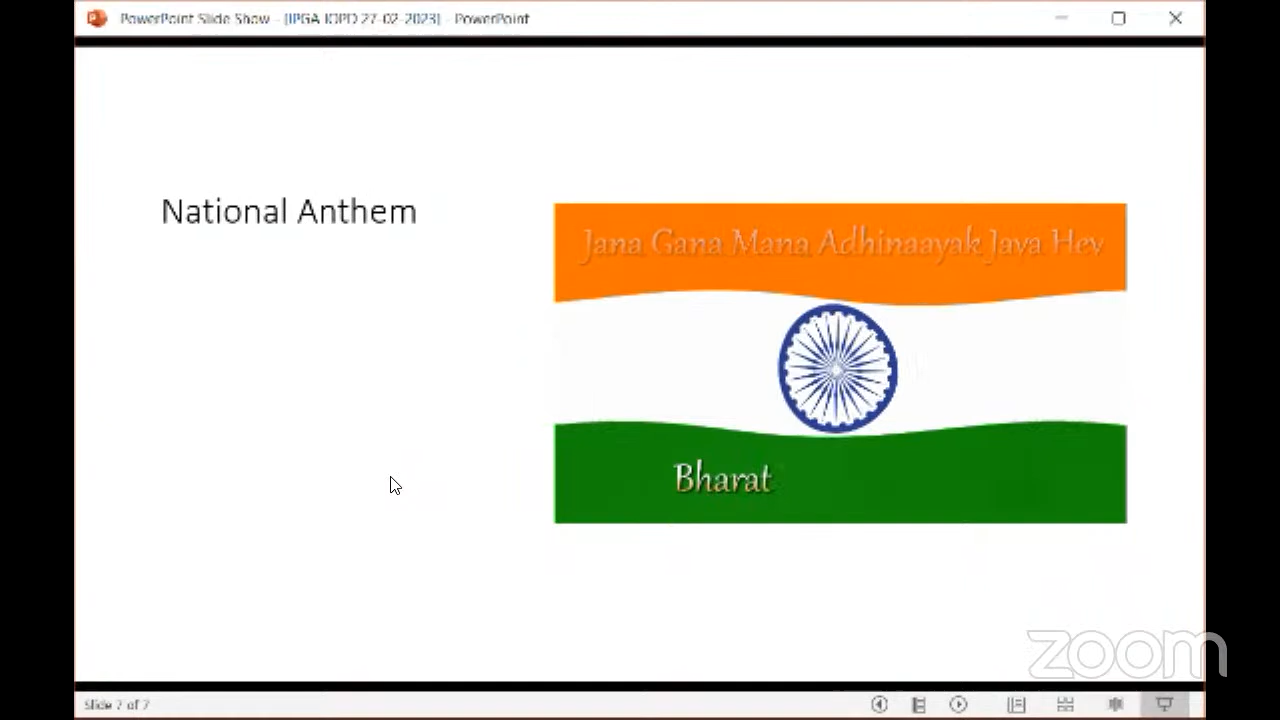 PowerPoint Slide Show - [IPGA IOPD 27-02-2023] - PowerPoint
National Anthem
Jana Gana Mana Adhinaayak Jaya Hey
Bharat
zoom
Slide 7 of 7